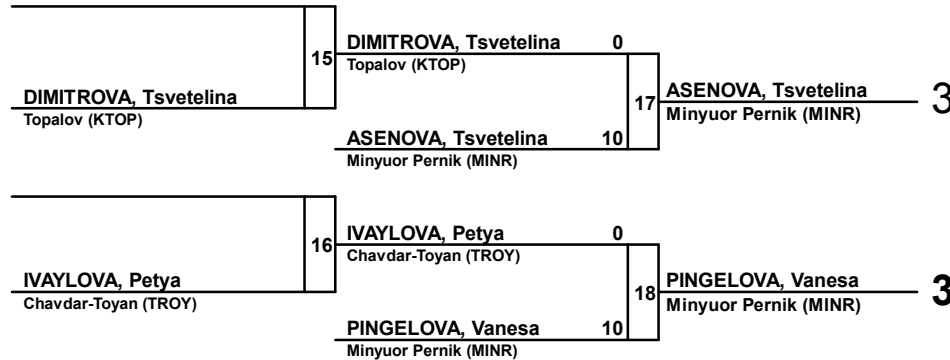 DIMITROVA, Tsvetelina 0
15
Topalov (KTOP)
DIMITROVA, Tsvetelina
Topalov (KTOP)
ASENOVA, Tsvetelina 3
17
Minyuor Pernik (MINR)
ASENOVA, Tsvetelina 10
Minyuor Pernik (MINR)
IVAYLOVA, Petya 0
16
Chavdar-Toyan (TROY)
IVAYLOVA, Petya
Chavdar-Toyan (TROY)
PINGELOVA, Vanesa 3
18
Minyuor Pernik (MINR)
PINGELOVA, Vanesa 10
Minyuor Pernik (MINR)